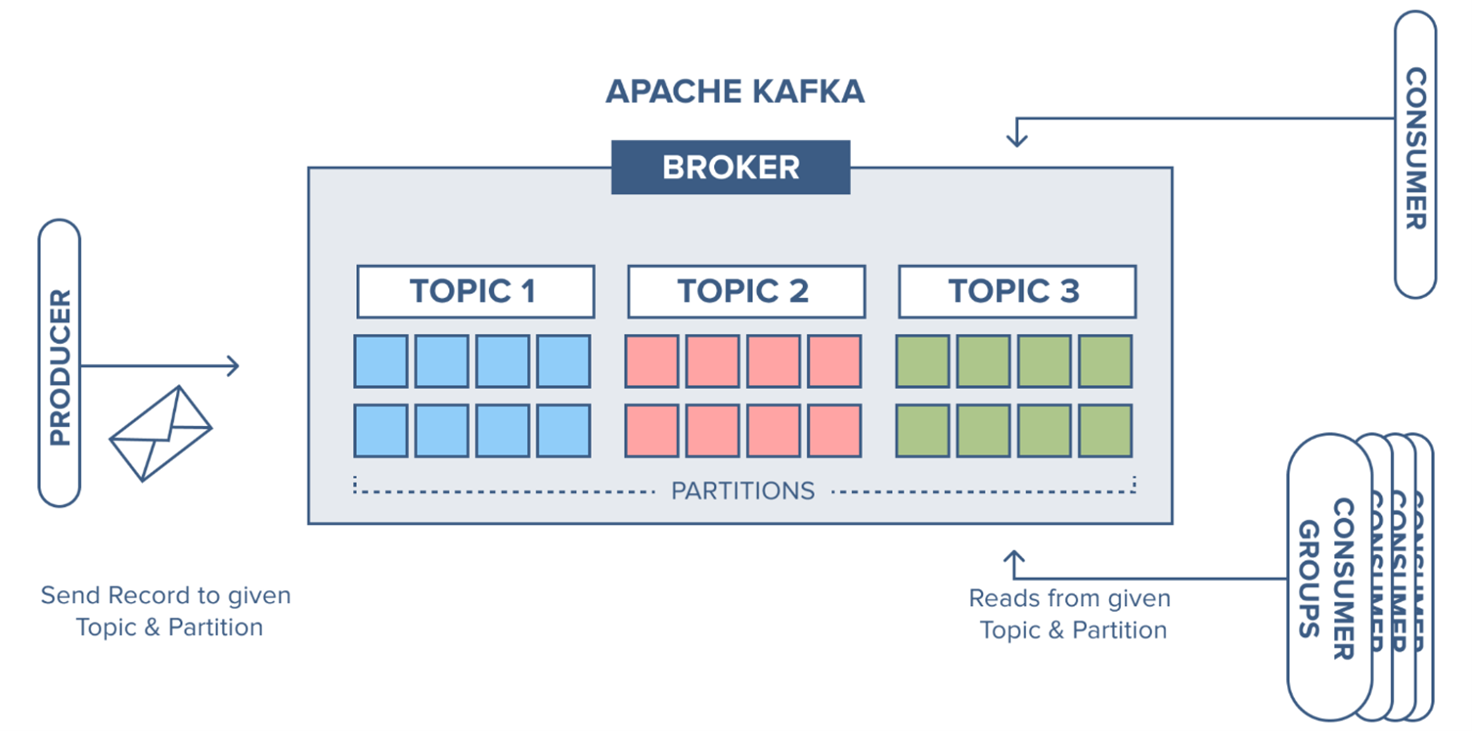 APACHE KAFKA
BROKER
CONSUMER
PRODUCER
TOPIC 1
TOPIC 2
TOPIC 3
PARTITIONS
Send Record to given
Topic & Partition
Reads from given
Topic & Partition
CONSUMER
GROUPS
CONSUMER
CONSUMER
CONSUMER